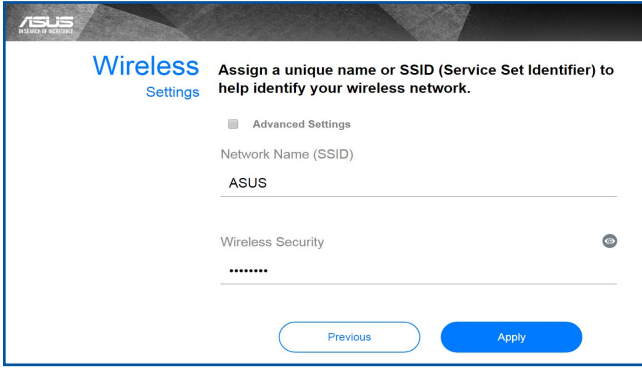 ASUS
IN SEARCH OF INCREDIBLE
Wireless
Settings
Assign a unique name or SSID (Service Set Identifier) to
help identify your wireless network.
Advanced Settings
Network Name (SSID)
ASUS
Wireless Security
••••••••
Previous
Apply